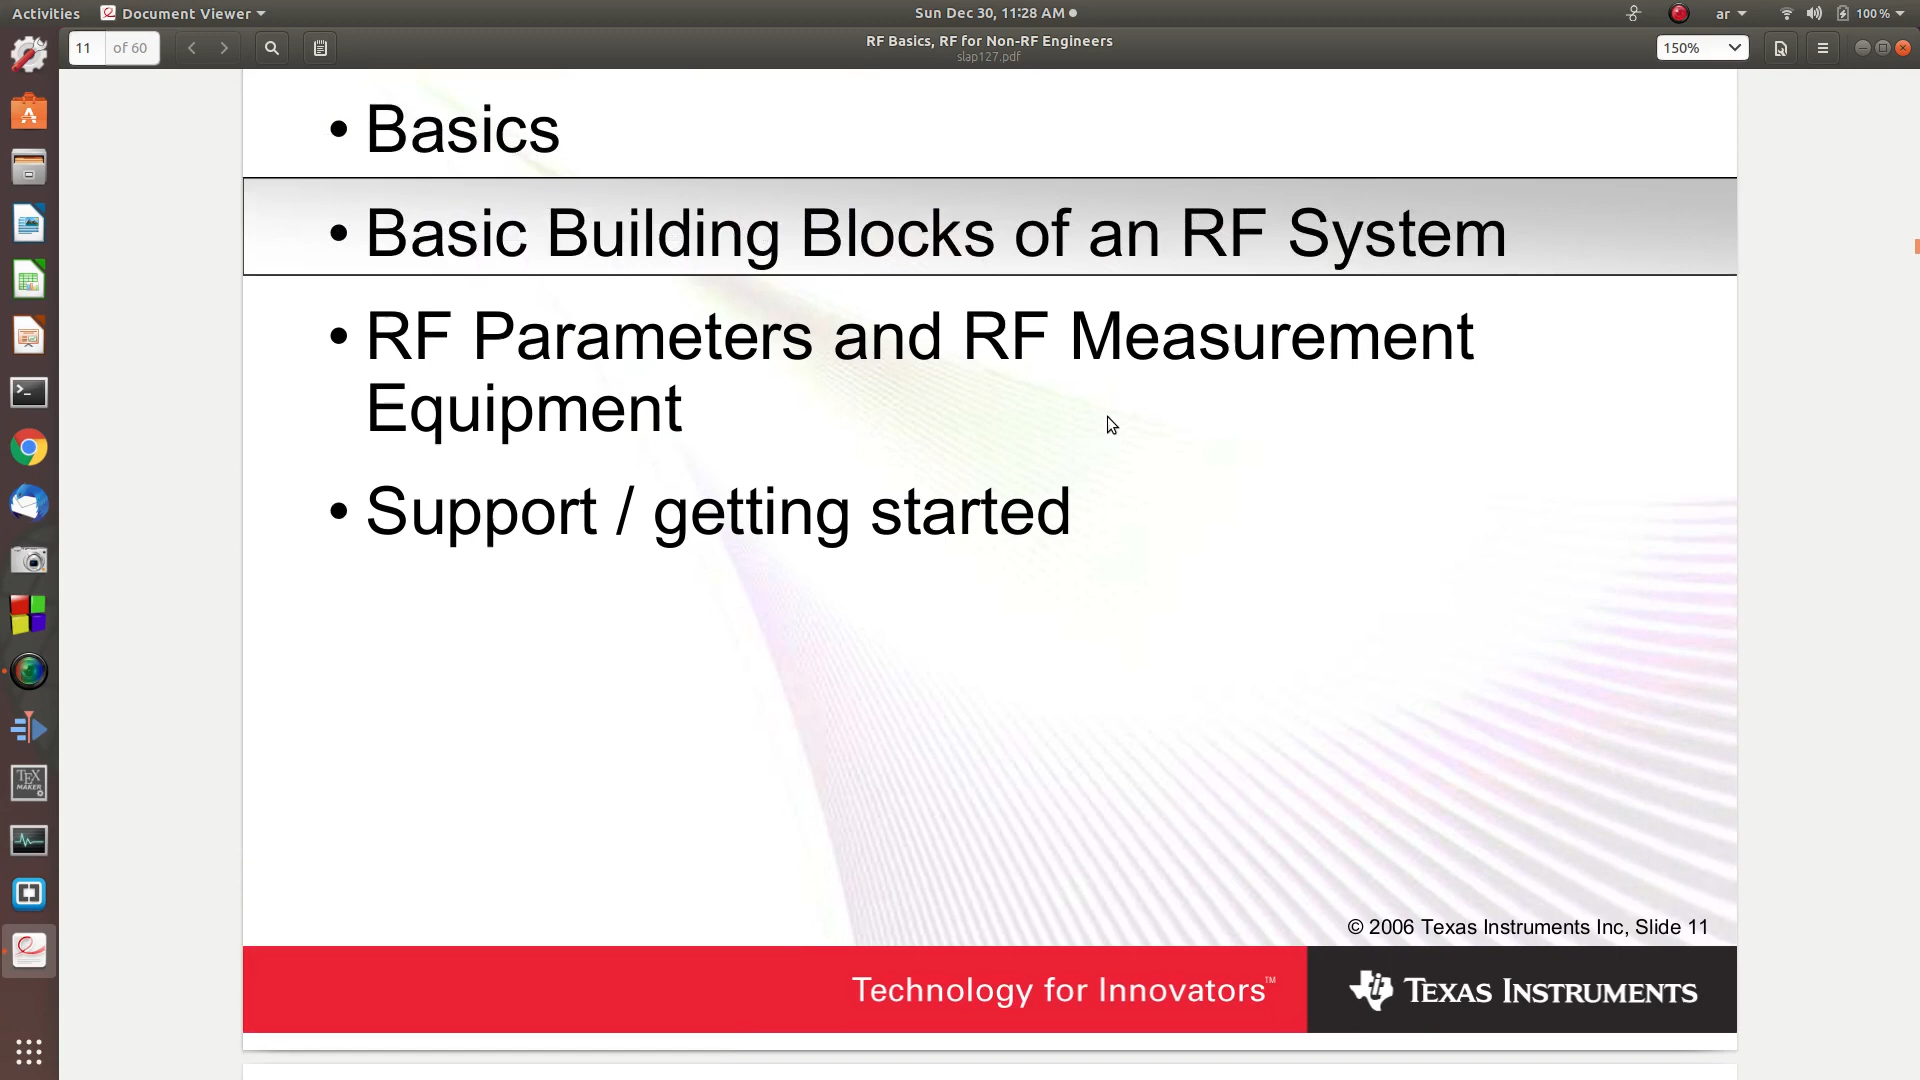 Activities
Document Viewer
Sun Dec 30, 11:28 AM
ar
100 %
11
of 60
RF Basics, RF for Non-RF Engineers
slap127.pdf
150%
• Basics
• Basic Building Blocks of an RF System
• RF Parameters and RF Measurement
Equipment
• Support / getting started
© 2006 Texas Instruments Inc, Slide 11
Technology for Innovators™
TEXAS INSTRUMENTS
TEX
MAKER